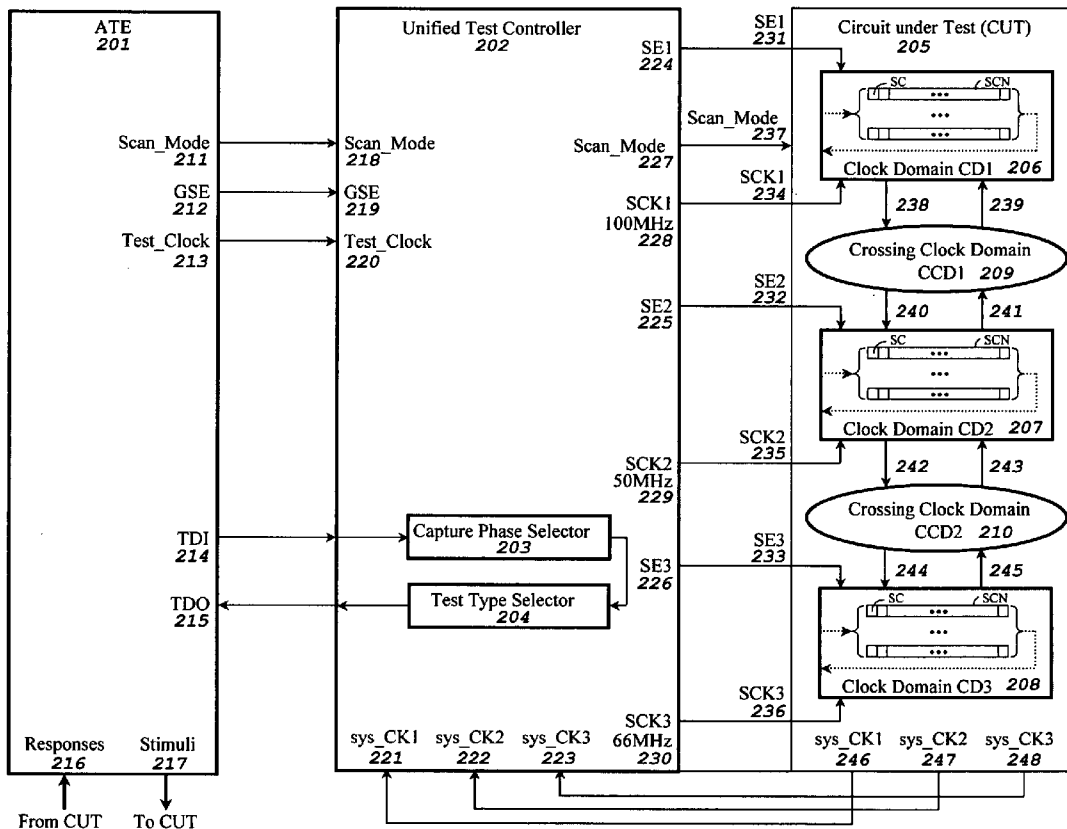 ATE
201
Scan_Mode
211
GSE
212
Test_Clock
213
TDI
214
TDO
215
Responses
216
Stimuli
217
From CUT
To CUT
Unified Test Controller
202
Scan_Mode
218
GSE
219
Test_Clock
220
Capture Phase Selector
203
Test Type Selector
204
sys_CK1
221
sys_CK2
222
sys_CK3
223
SE1
224
Scan_Mode
227
SCK1
100MHz
228
SE2
225
SCK2
50MHz
229
SE3
226
SCK3
66MHz
230
SE1
231
Scan_Mode
237
SCK1
234
SE2
232
SCK2
235
SE3
233
SCK3
236
Circuit under Test (CUT)
205
SC
SCN
Clock Domain CD1 206
238
239
Crossing Clock Domain
CCD1 209
240
241
SC
SCN
Clock Domain CD2 207
242
243
Crossing Clock Domain
CCD2 210
244
245
SC
SCN
Clock Domain CD3 208
sys_CK1
246
sys_CK2
247
sys_CK3
248